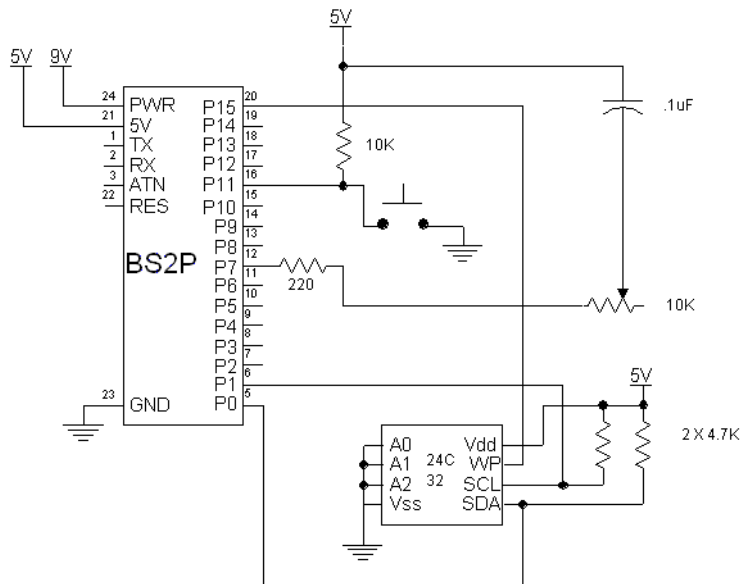 5V
5V
9V
24
PWR
21
5V
1
TX
2
RX
3
ATN
22
RES
BS2P
23
GND
P15
20
P14
19
P13
18
P12
17
P11
16
P10
15
P9
14
P8
13
P7
12
P6
11
P5
10
P4
9
P3
8
P2
7
P1
6
P0
5
10K
.1uF
220
10K
5V
2 X 4.7K
A0
A1
A2
Vss
24C
32
Vdd
WP
SCL
SDA